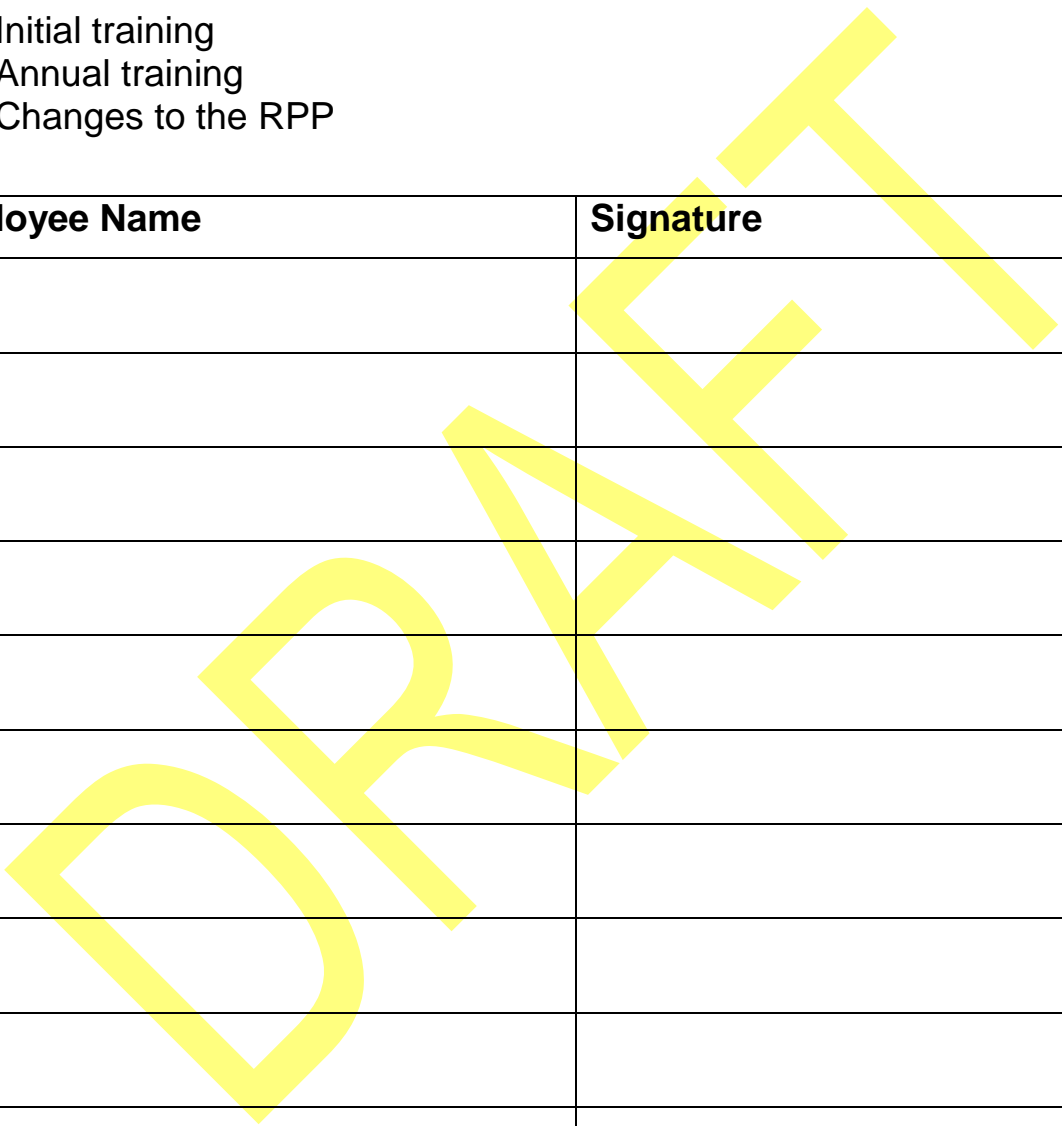 Initial training
Annual training
Changes to the RPP
loyee Name Signature
DRAFT